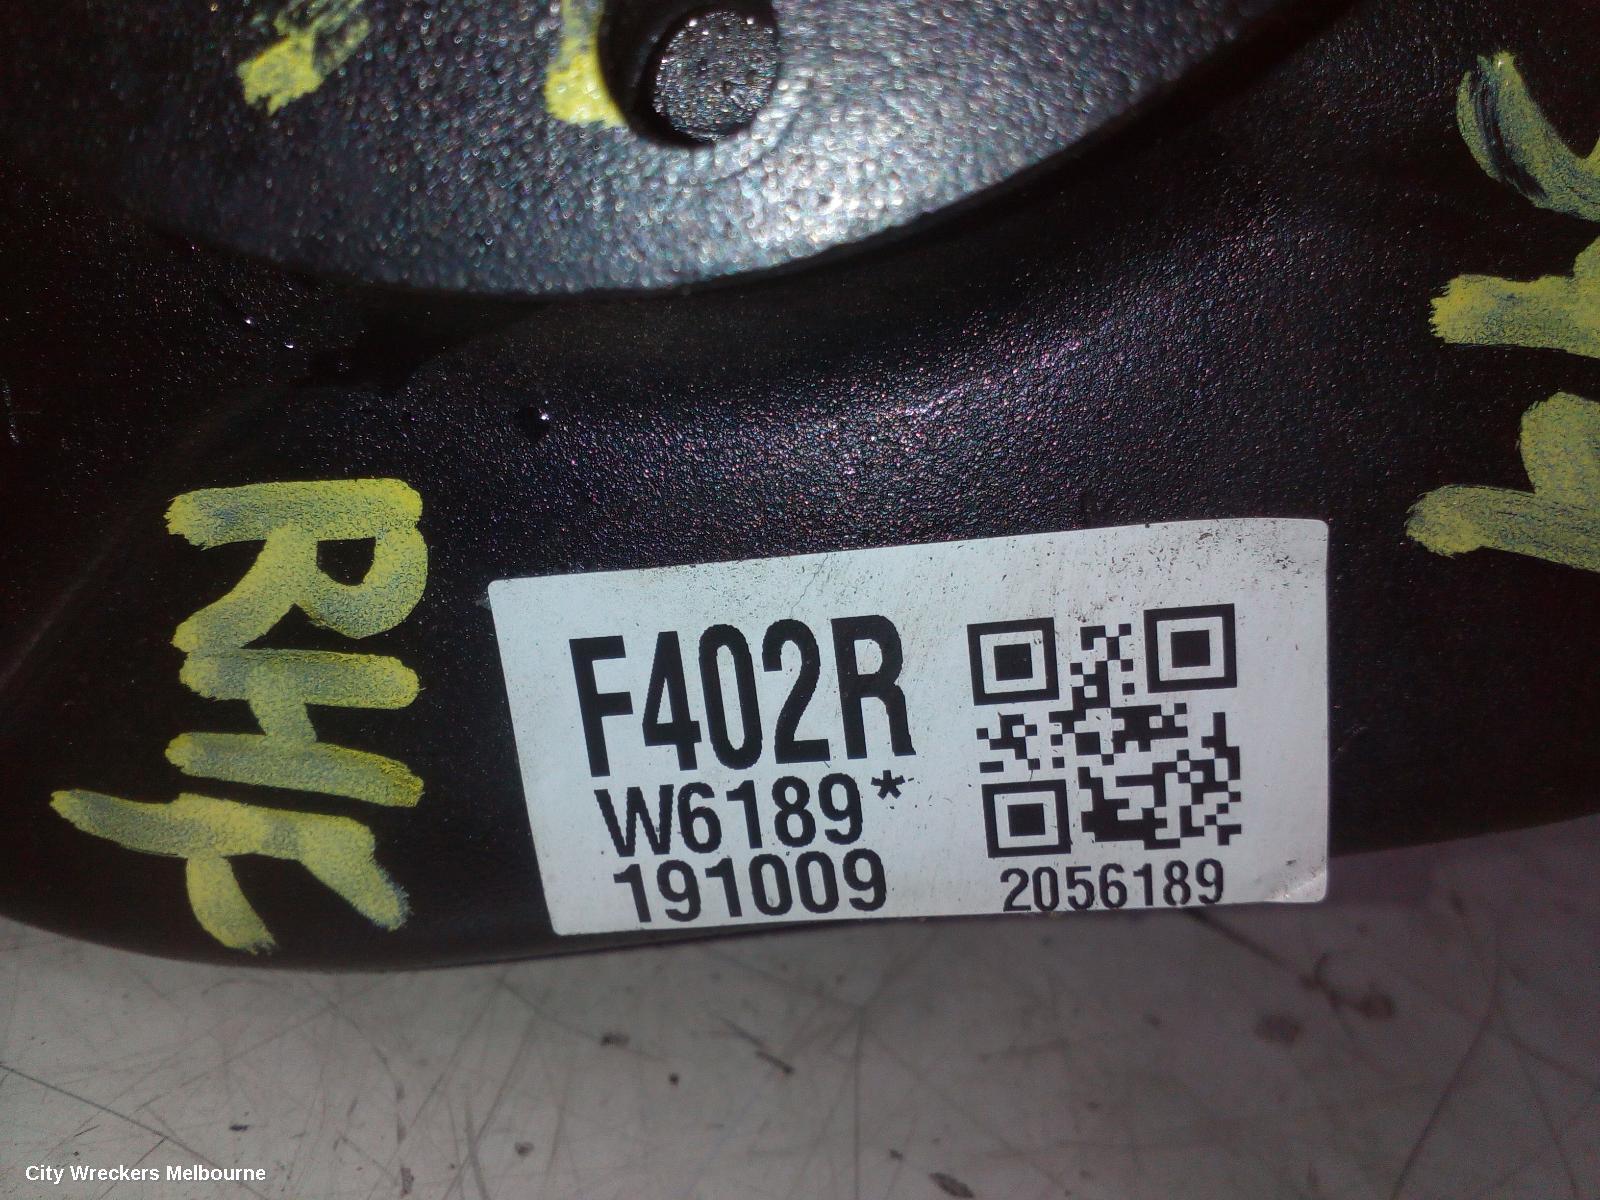 RHF
F402R
W6189*
191009
2056189
City Wreckers Melbourne